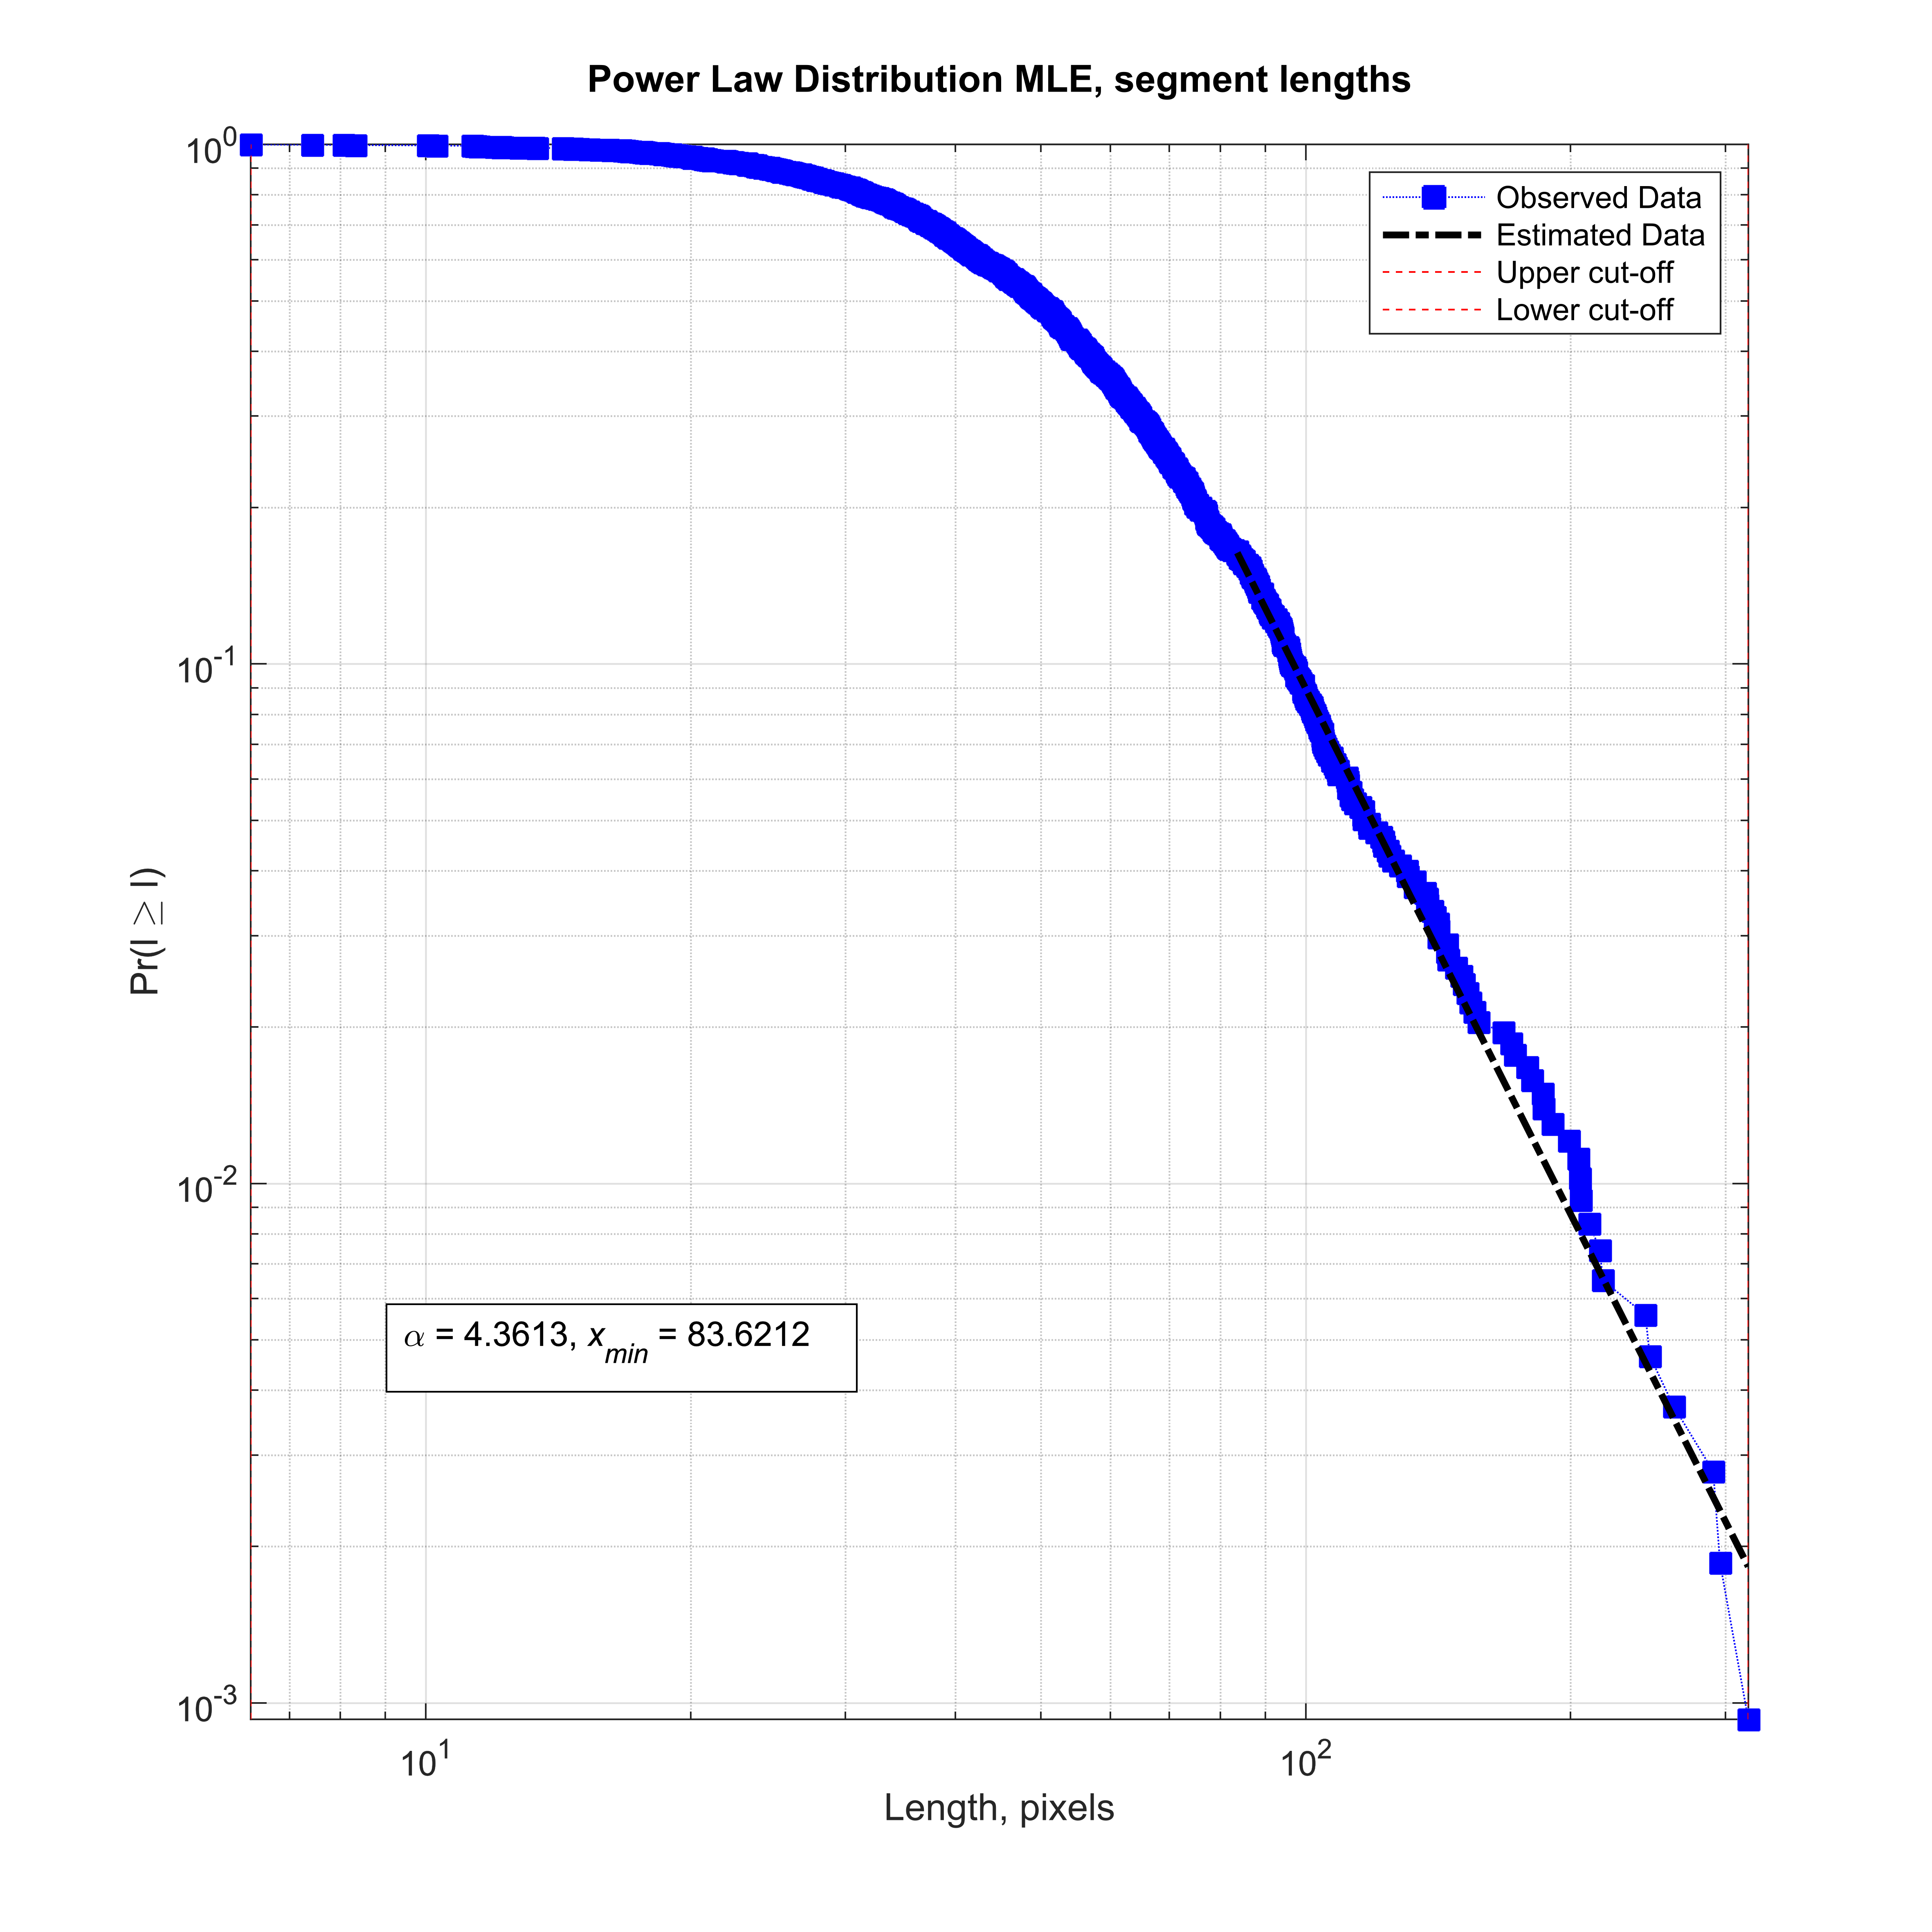 Power Law Distribution MLE, segment lengths
10^0
Observed Data
Estimated Data
Upper cut-off
Lower cut-off
10^-1
Pr(l ≥ l)
10^-2
α = 4.3613, x_min = 83.6212
10^-3
10^1
10^2
Length, pixels